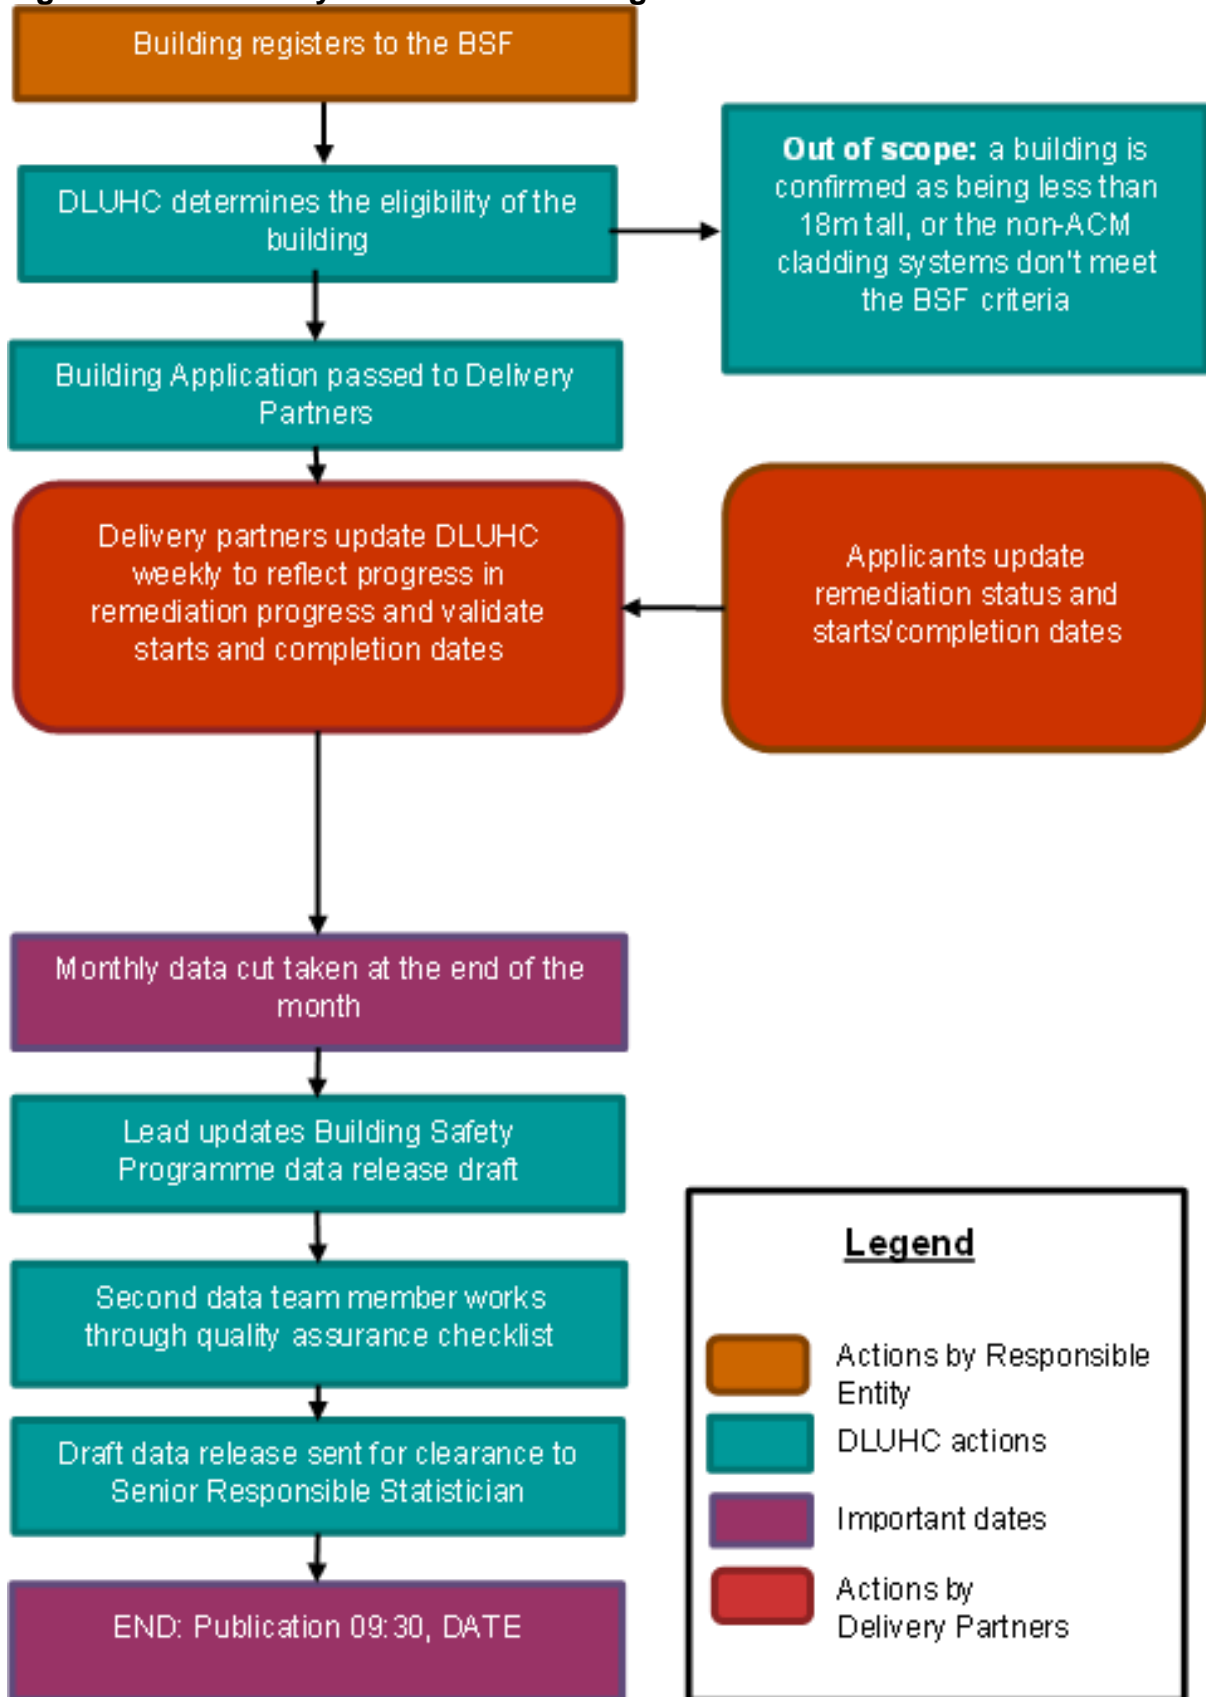 Building registers to the BSF
DLUHC determines the eligibility of the
building
Out of scope: a building is
confirmed as being less than
18m tall, or the non-ACM
cladding systems don't meet
the BSF criteria
Building Application passed to Delivery
Partners
Delivery partners update DLUHC
weekly to reflect progress in
remediation progress and validate
starts and completion dates
Applicants update
remediation status and
starts/completion dates
Monthly data cut taken at the end of the
month
Lead updates Building Safety
Programme data release draft
Second data team member works
through quality assurance checklist
Draft data release sent for clearance to
Senior Responsible Statistician
END: Publication 09:30, DATE
Legend
Actions by Responsible
Entity
DLUHC actions
Important dates
Actions by
Delivery Partners